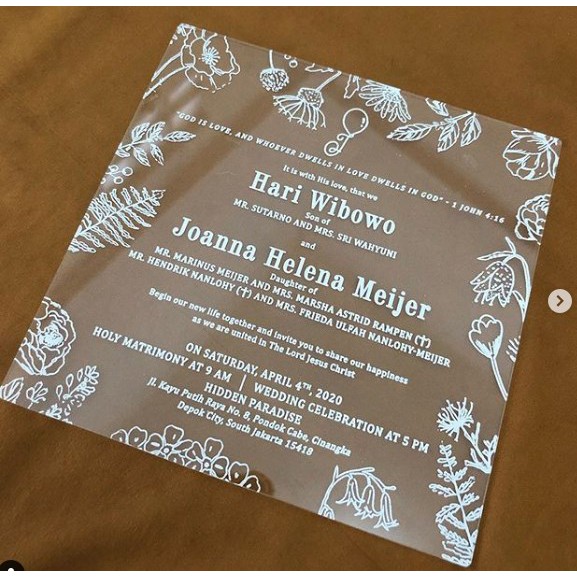 "GOD IS LOVE, AND WHOEVER DWELLS IN LOVE DWELLS IN GOD" - 1 JOHN 4:16
It is with His love, that we
Hari Wibowo
Son of
MR. SUTARNO AND MRS. SRI WAHYUNI
and
Joanna Helena Meijer
Daughter of
MR. MARINUS MEIJER AND MRS. MARSHA ASTRID RAMPEN (✝)
MR. HENDRIK NANLOHY (✝) AND MRS. FRIEDA ULFAH NANLOHY-MEIJER
Begin our new life together and invite you to share our happiness
as we are united in The Lord Jesus Christ
ON SATURDAY, APRIL 4TH, 2020
HOLY MATRIMONY AT 9 AM | WEDDING CELEBRATION AT 5 PM
HIDDEN PARADISE
Jl. Kayu Putih Raya No. 8, Pondok Cabe, Cinangka
Depok City, South Jakarta 15418